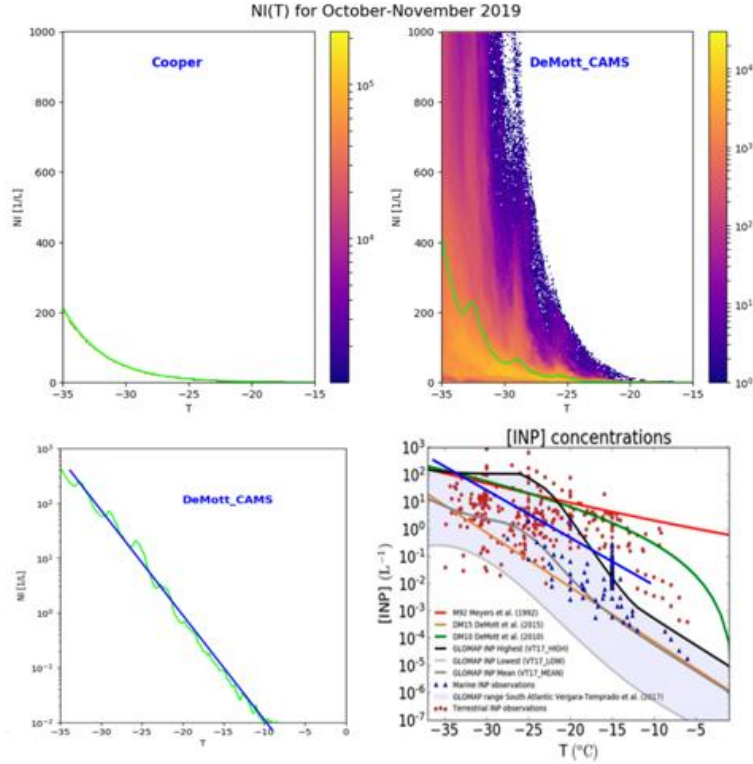 NI(T) for October-November 2019
1000
800
600
400
200
0
NI [1/L]
Cooper
−35
−30
−25
−20
−15
T
10⁵
10⁴
1000
800
600
400
200
0
NI [1/L]
DeMott_CAMS
−35
−30
−25
−20
−15
T
10⁴
10³
10²
10¹
10⁰
10³
10²
10¹
10⁰
10⁻¹
10⁻²
NI[1/L]
DeMott_CAMS
−35
−30
−25
−20
−15
−10
−5
0
T
[INP] concentrations
10³
10²
10¹
10⁰
10⁻¹
10⁻²
10⁻³
10⁻⁴
10⁻⁵
10⁻⁶
10⁻⁷
[INP] (L⁻¹)
M92 Meyers et al. (1992)
DM15 DeMott et al. (2015)
DM10 DeMott et al. (2010)
GLOMAP INP Highest (VT17_HIGH)
GLOMAP INP Lowest (VT17_LOW)
GLOMAP INP Mean (VT17_MEAN)
Marine INP observations
GLOMAP range South Atlantic Vergara-Temprado et al. (2017)
Terrestrial INP observations
−35
−30
−25
−20
−15
−10
−5
T (°C)